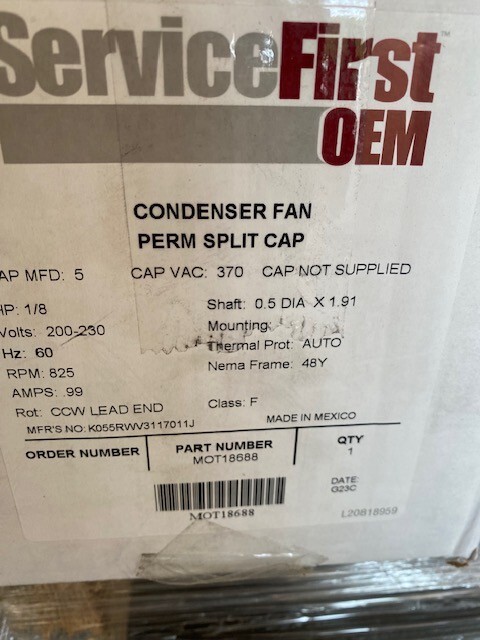 ServiceFirst™
OEM
CONDENSER FAN
PERM SPLIT CAP
AP MFD: 5 CAP VAC: 370 CAP NOT SUPPLIED
HP: 1/8 Shaft: 0.5 DIA X 1.91
Volts: 200-230 Mounting:
Hz: 60 Thermal Prot: AUTO
RPM: 825 Nema Frame: 48Y
AMPS: .99
Rot: CCW LEAD END Class: F
MFR'S NO: K055RWV3117011J MADE IN MEXICO
ORDER NUMBER PART NUMBER QTY
MOT18688 1
MOT18688
DATE:
G23C
L20818959